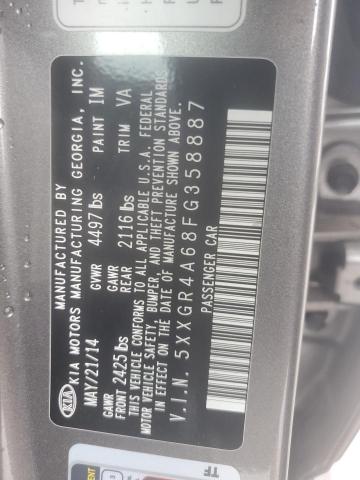 MANUFACTURED BY
KIA KIA MOTORS MANUFACTURING GEORGIA, INC.
MAY/21/14 GVWR 4497 lbs PAINT IM
GAWR FRONT 2425 lbs GAWR REAR 2116 lbs TRIM VA
THIS VEHICLE CONFORMS TO ALL APPLICABLE U.S.A. FEDERAL
MOTOR VEHICLE SAFETY, BUMPER, AND THEFT PREVENTION STANDARDS
IN EFFECT ON THE DATE OF MANUFACTURE SHOWN ABOVE.
V.I.N. 5XXGR4A68FG358887
PASSENGER CAR